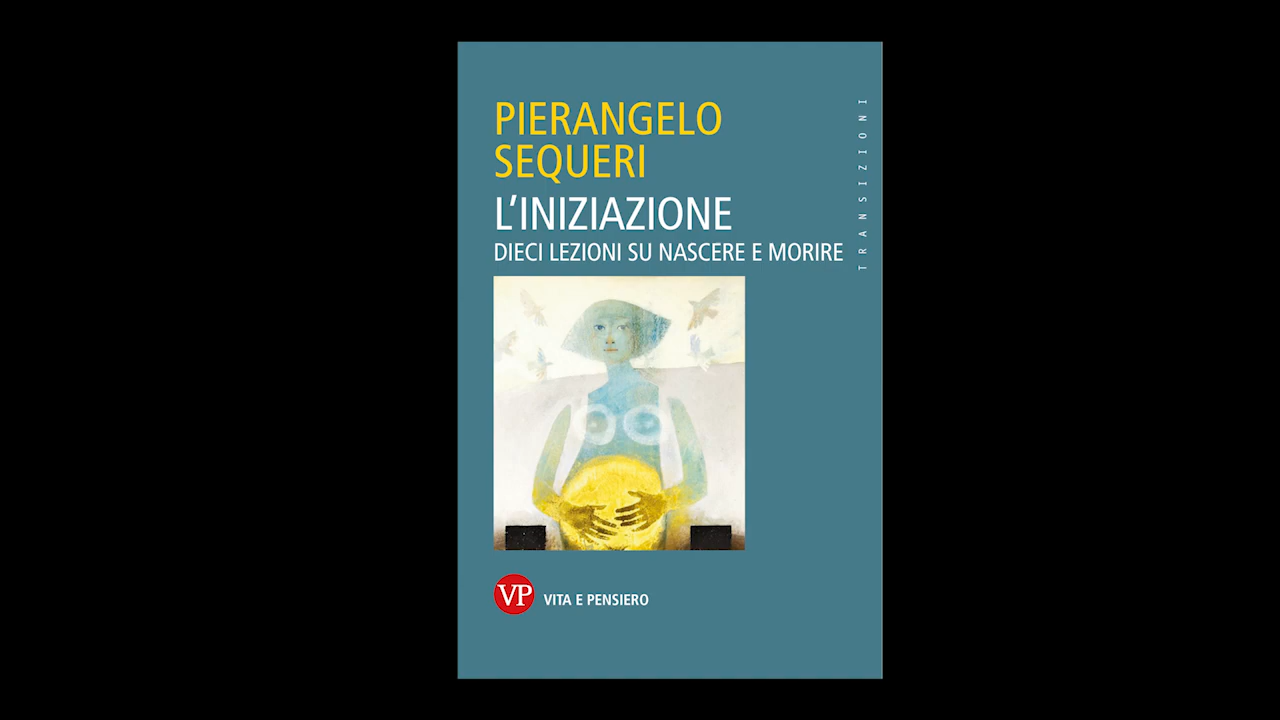 PIERANGELO
SEQUERI
L'INIZIAZIONE
DIECI LEZIONI SU NASCERE E MORIRE
TRANSIZIONI
VP VITA E PENSIERO